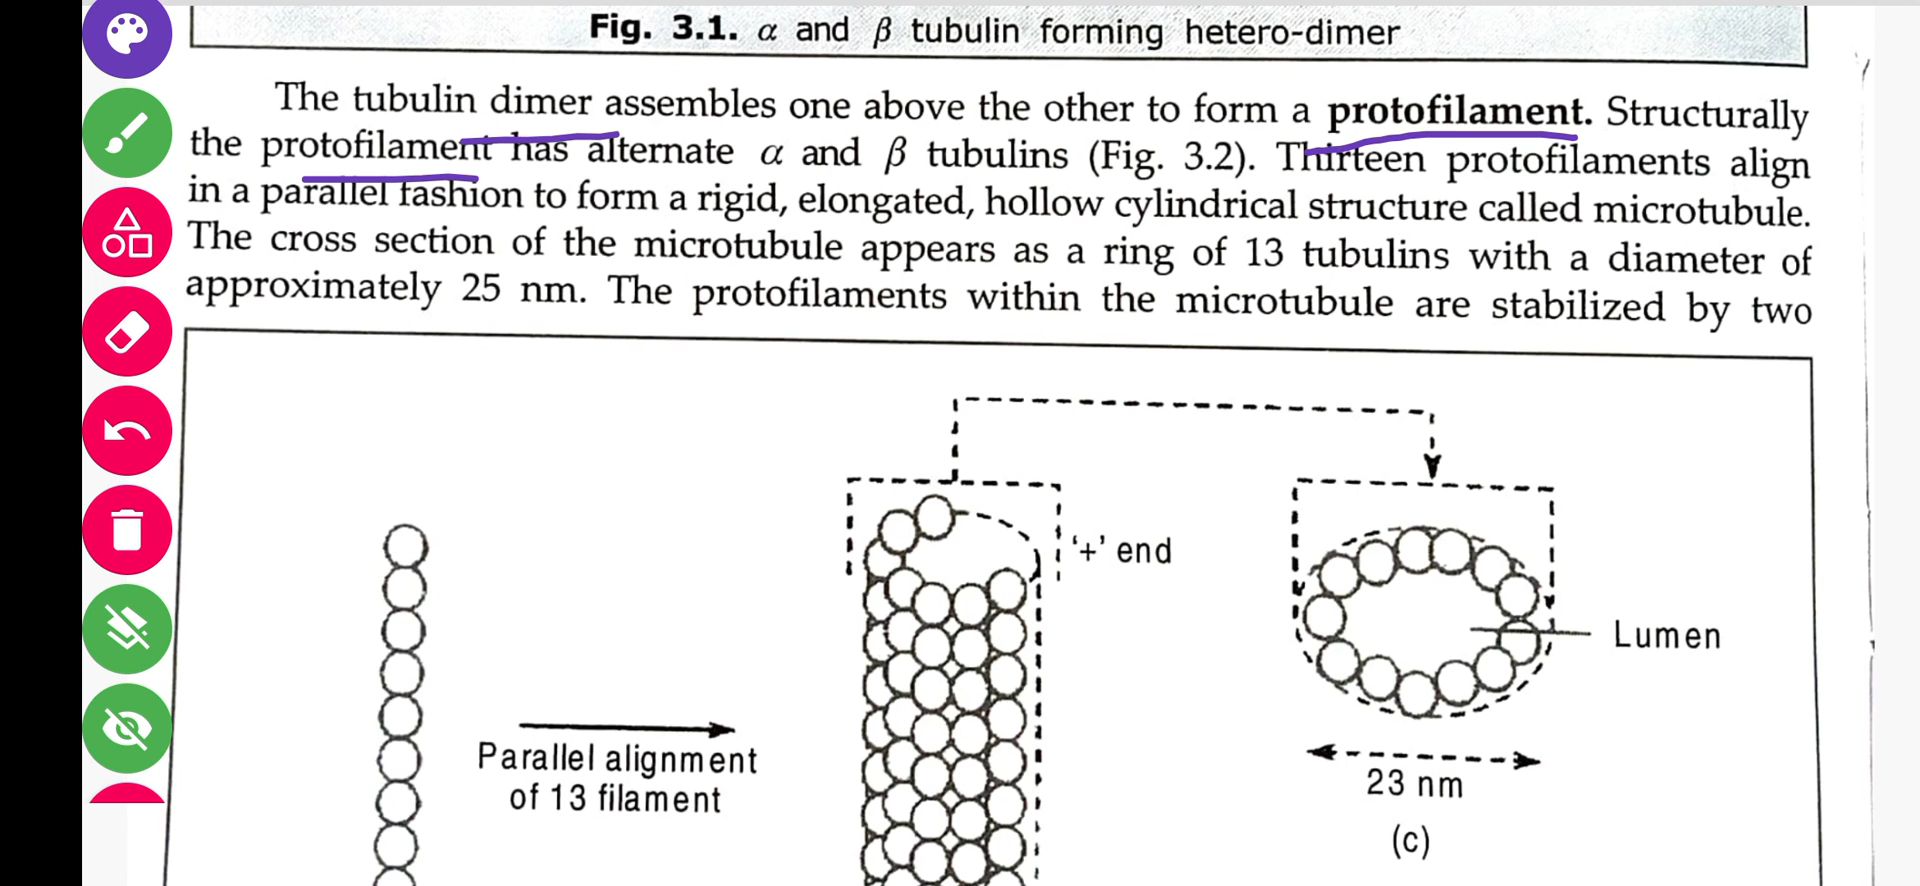 Fig. 3.1. α and β tubulin forming hetero-dimer
The tubulin dimer assembles one above the other to form a protofilament. Structurally
the protofilament has alternate α and β tubulins (Fig. 3.2). Thirteen protofilaments align
in a parallel fashion to form a rigid, elongated, hollow cylindrical structure called microtubule.
The cross section of the microtubule appears as a ring of 13 tubulins with a diameter of
approximately 25 nm. The protofilaments within the microtubule are stabilized by two
'+' end
Lumen
Parallel alignment
of 13 filament
23 nm
(c)